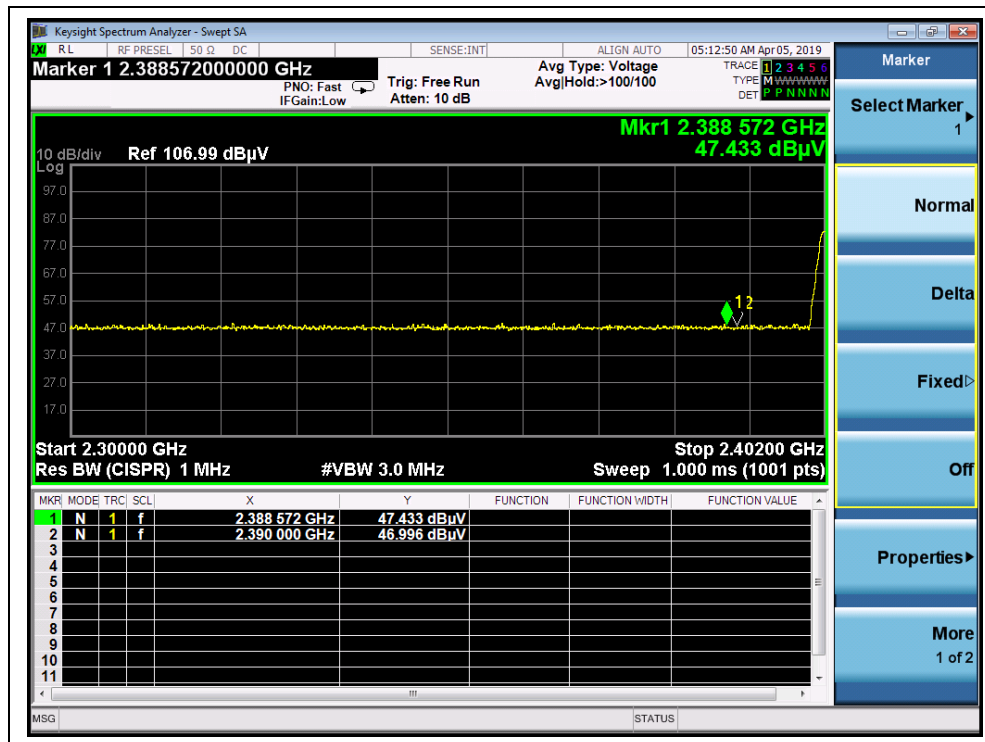 Keysight Spectrum Analyzer - Swept SA
LXI RL RF PRESEL 50 Ω DC SENSE:INT ALIGN AUTO 05:12:50 AM Apr 05, 2019
Marker 1 2.388572000000 GHz
PNO: Fast
IFGain:Low
Trig: Free Run
Atten: 10 dB
Avg Type: Voltage
Avg|Hold:>100/100
TRACE 1 2 3 4 5 6
TYPE M WWWWW
DET P P N N N N
Mkr1 2.388 572 GHz
47.433 dBµV
10 dB/div Ref 106.99 dBµV
Log
97.0
87.0
77.0
67.0
57.0
47.0
37.0
27.0
17.0
1 2
Start 2.30000 GHz Stop 2.40200 GHz
Res BW (CISPR) 1 MHz #VBW 3.0 MHz Sweep 1.000 ms (1001 pts)
MKR MODE TRC SCL X Y FUNCTION FUNCTION WIDTH FUNCTION VALUE
1 N 1 f 2.388 572 GHz 47.433 dBµV
2 N 1 f 2.390 000 GHz 46.996 dBµV
3
4
5
6
7
8
9
10
11
MSG STATUS
Marker
Select Marker
1
Normal
Delta
Fixed
Off
Properties
More
1 of 2